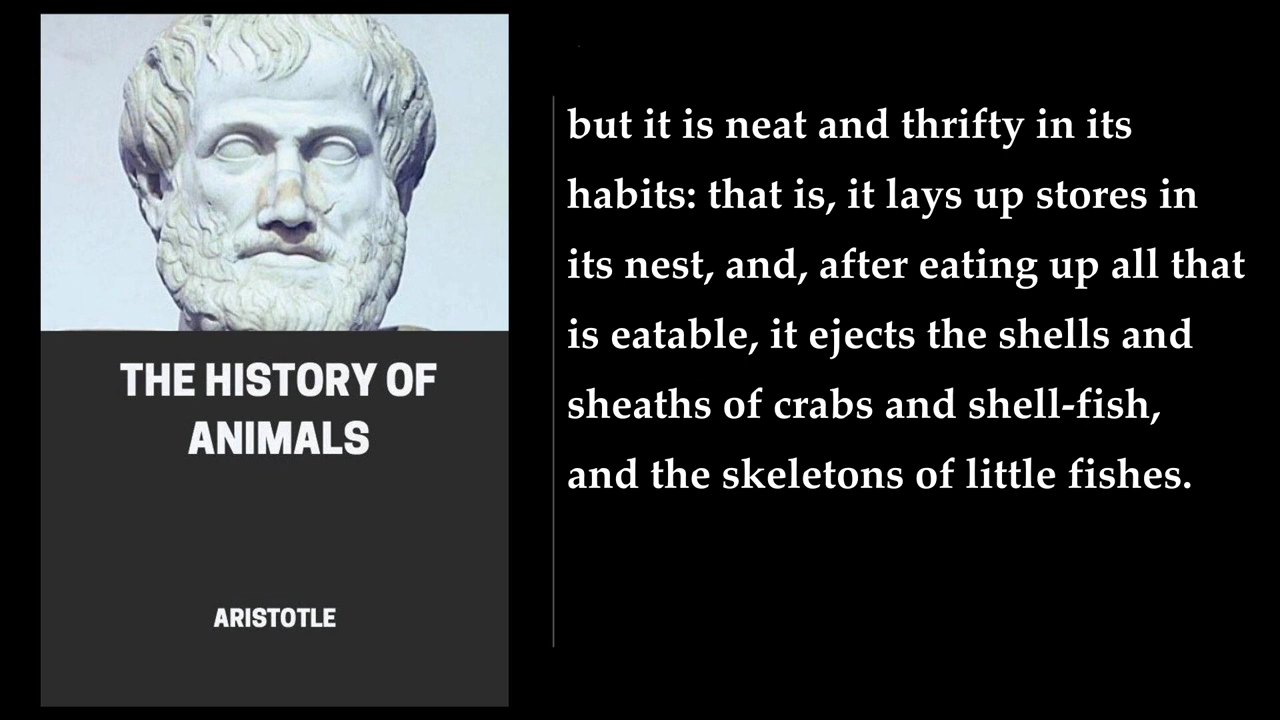 THE HISTORY OF
ANIMALS
ARISTOTLE
but it is neat and thrifty in its
habits: that is, it lays up stores in
its nest, and, after eating up all that
is eatable, it ejects the shells and
sheaths of crabs and shell-fish,
and the skeletons of little fishes.